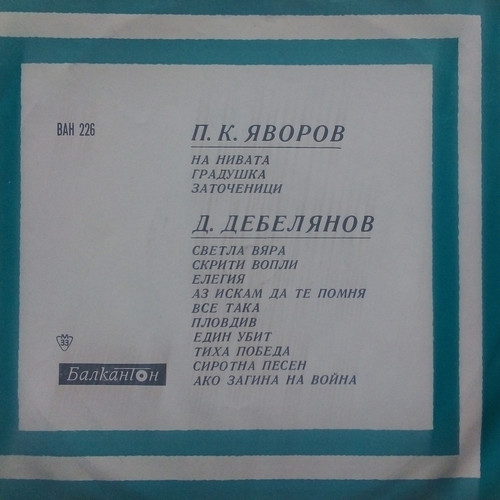 ВАН 226
П. К. ЯВОРОВ
НА НИВАТА
ГРАДУШКА
ЗАТОЧЕНИЦИ
Д. ДЕБЕЛЯНОВ
СВЕТЛА ВЯРА
СКРИТИ ВОПЛИ
ЕЛЕГИЯ
АЗ ИСКАМ ДА ТЕ ПОМНЯ
ВСЕ ТАКА
ПЛОВДИВ
ЕДИН УБИТ
ТИХА ПОБЕДА
СИРОТНА ПЕСЕН
АКО ЗАГИНА НА ВОЙНА
M
33
Балкантон